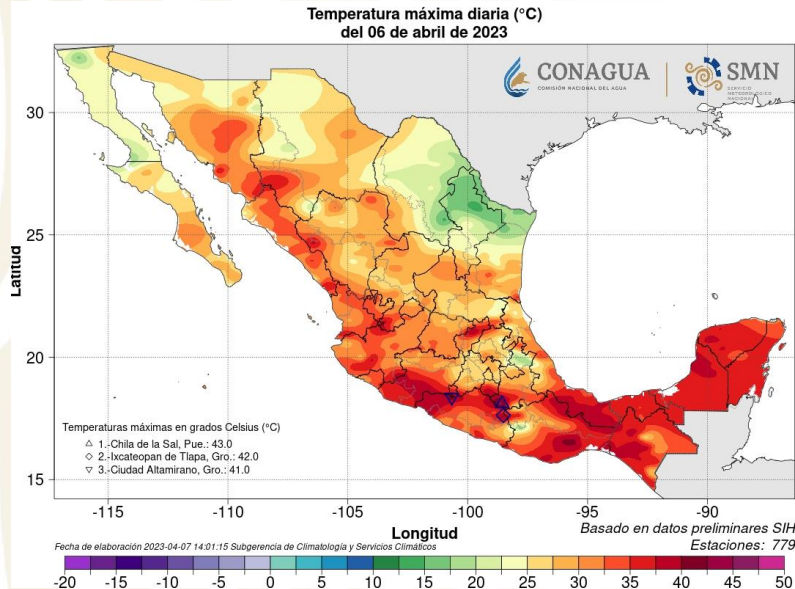 Temperatura máxima diaria (°C)
del 06 de abril de 2023
CONAGUA
COMISIÓN NACIONAL DEL AGUA
SMN
SERVICIO
METEOROLÓGICO
NACIONAL
30
25
20
15
Latitud
Temperaturas máximas en grados Celsius (°C)
△ 1.-Chila de la Sal, Pue.: 43.0
◇ 2.-Ixcateopan de Tlapa, Gro.: 42.0
▽ 3.-Ciudad Altamirano, Gro.: 41.0
-115 -110 -105 -100 -95 -90
Longitud
Basado en datos preliminares SIH
Estaciones: 779
Fecha de elaboración 2023-04-07 14:01:15 Subgerencia de Climatología y Servicios Climáticos
-20 -15 -10 -5 0 5 10 15 20 25 30 35 40 45 50